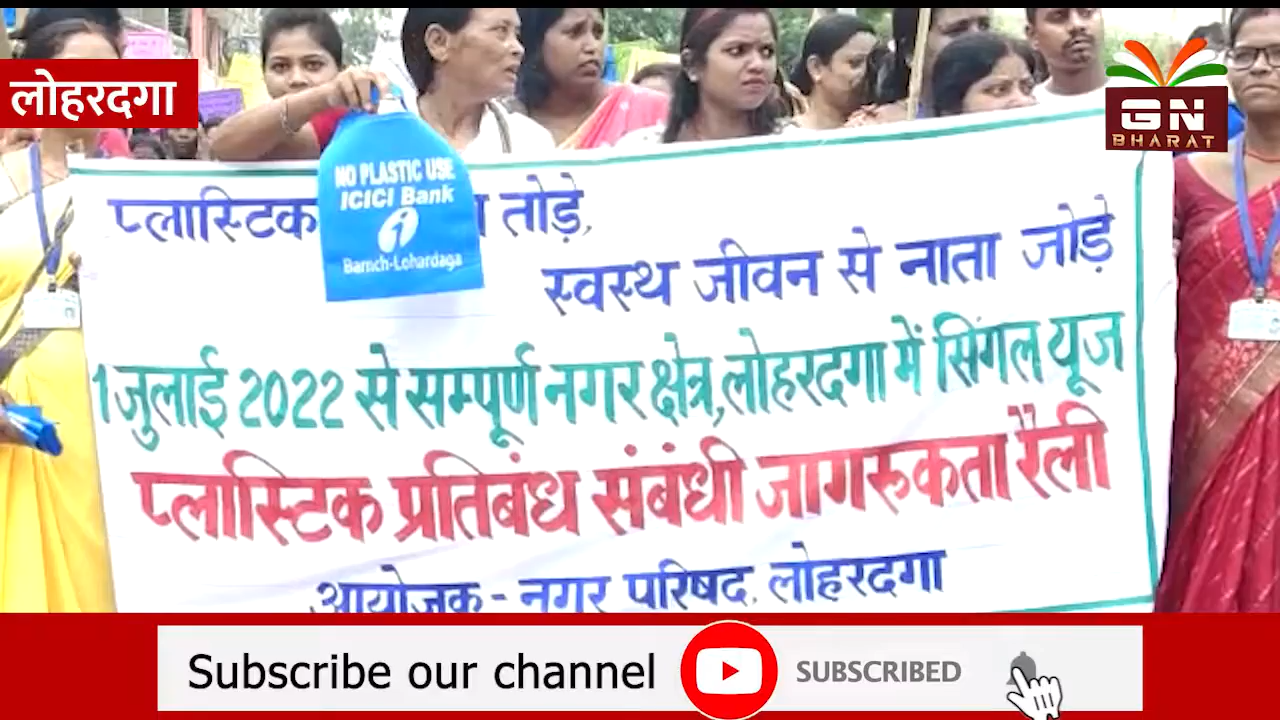 लोहरदगा
GN
BHARAT
NO PLASTIC USE
ICICI Bank
i
Barnch-Lohardaga
प्लास्टिक तोड़े,
स्वस्थ जीवन से नाता जोड़े
1 जुलाई 2022 से सम्पूर्ण नगर क्षेत्र, लोहरदगा में सिंगल यूज
प्लास्टिक प्रतिबंध संबंधी जागरूकता रैली
आयोजक - नगर परिषद, लोहरदगा
Subscribe our channel
SUBSCRIBED